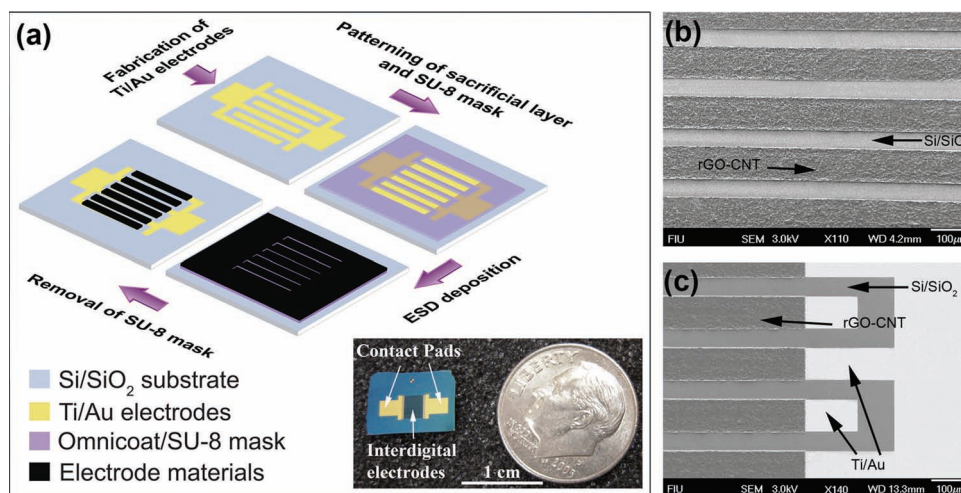 (a)
Fabrication of
Ti/Au electrodes
Patterning of sacrificial layer
and SU-8 mask
Removal of SU-8 mask
ESD deposition
Si/SiO₂ substrate
Ti/Au electrodes
Omnicoat/SU-8 mask
Electrode materials
Contact Pads
Interdigital
electrodes
1 cm
LIBERTY
(b)
Si/SiO
rGO-CNT
FIU SEM 3.0kV X110 WD 4.2mm 100μ
(c)
Si/SiO₂
rGO-CNT
Ti/Au
FIU SEM 3.0kV X140 WD 13.3mm 100μ